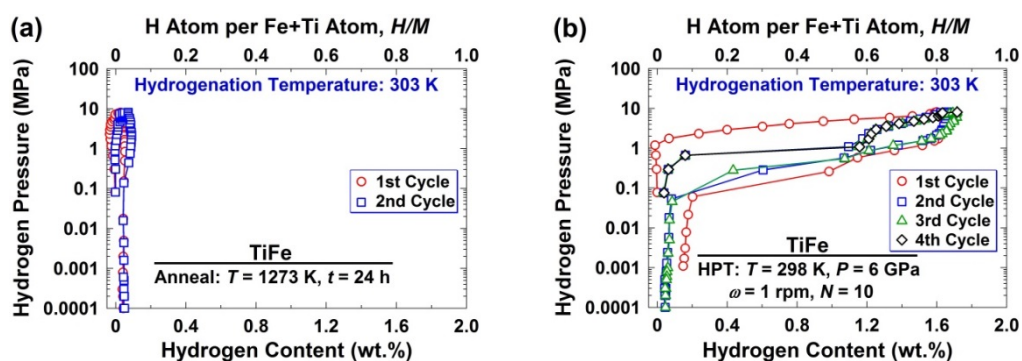 (a)
H Atom per Fe+Ti Atom, H/M
0 0.2 0.4 0.6 0.8 1.0
Hydrogen Pressure (MPa)
100
10
1
0.1
0.01
0.001
0.0001
Hydrogenation Temperature: 303 K
1st Cycle
2nd Cycle
TiFe
Anneal: T = 1273 K, t = 24 h
0 0.4 0.8 1.2 1.6 2.0
Hydrogen Content (wt.%)
(b)
H Atom per Fe+Ti Atom, H/M
0 0.2 0.4 0.6 0.8 1.0
Hydrogen Pressure (MPa)
100
10
1
0.1
0.01
0.001
0.0001
Hydrogenation Temperature: 303 K
1st Cycle
2nd Cycle
3rd Cycle
4th Cycle
TiFe
HPT: T = 298 K, P = 6 GPa
ω = 1 rpm, N = 10
0 0.4 0.8 1.2 1.6 2.0
Hydrogen Content (wt.%)